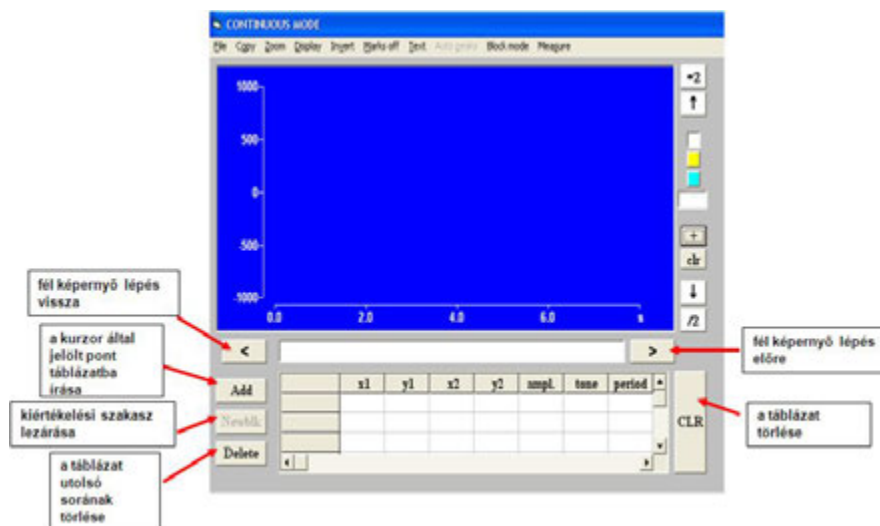 CONTINUOUS MODE
File Copy Zoom Display Insert Marks off Text Auto peaks Block mode Measure
1000
500
0
-500
-1000
0.0 2.0 4.0 6.0 s
*2
↑
+
clr
↓
/2
fél képernyő lépés
vissza
a kurzor által
jelölt pont
táblázatba
írása
kiértékelési szakasz
lezárása
a táblázat
utolsó
sorának
törlése
< >
Add
Newblk
Delete
x1 y1 x2 y2 ampl. time period
CLR
fél képernyő lépés
előre
a táblázat
törlése